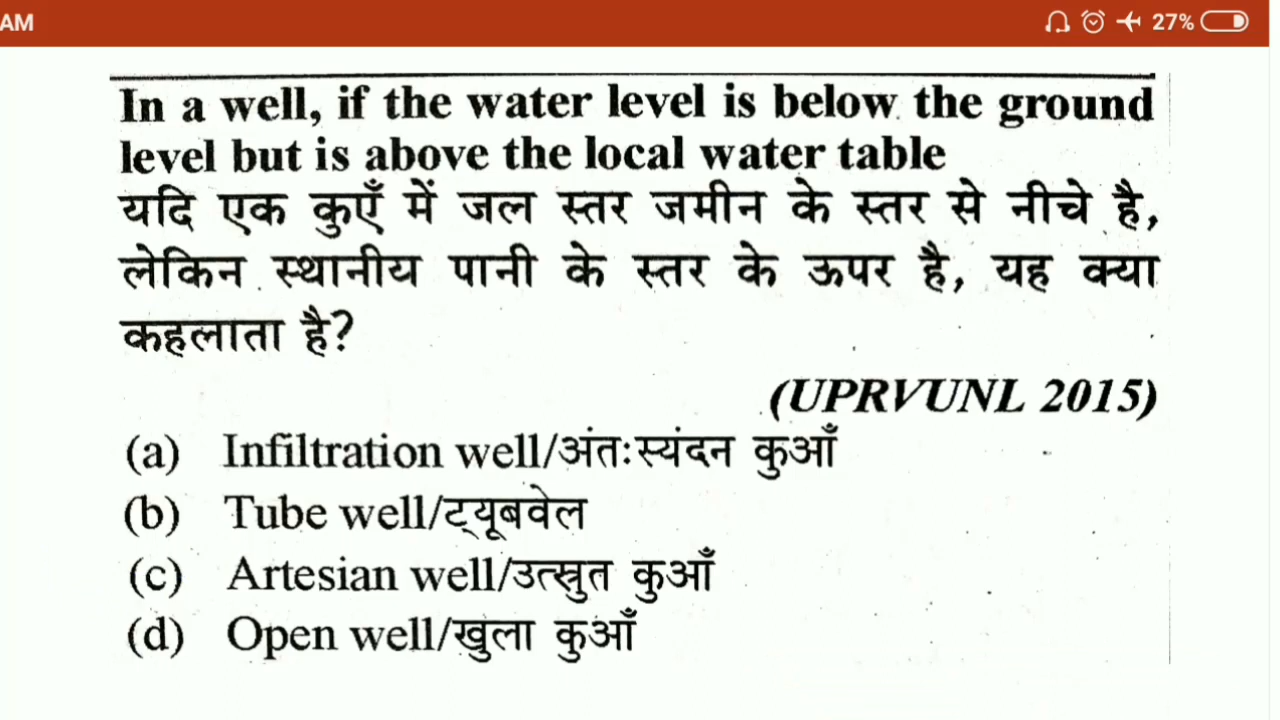 AM
27%
In a well, if the water level is below the ground
level but is above the local water table
यदि एक कुएँ में जल स्तर जमीन के स्तर से नीचे है,
लेकिन स्थानीय पानी के स्तर के ऊपर है, यह क्या
कहलाता है?
(UPRVUNL 2015)
(a) Infiltration well/अंतःस्यंदन कुआँ
(b) Tube well/ट्यूबवेल
(c) Artesian well/उत्स्रुत कुआँ
(d) Open well/खुला कुआँ